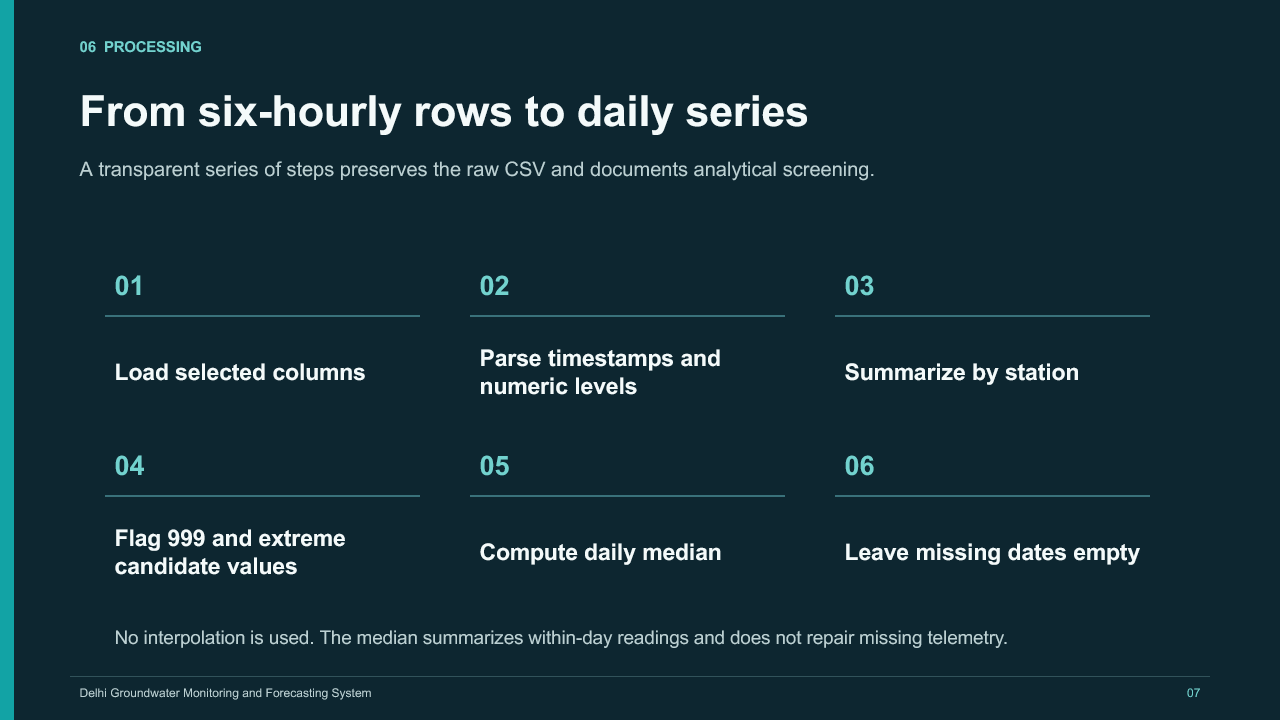 06 PROCESSING
From six-hourly rows to daily series
A transparent series of steps preserves the raw CSV and documents analytical screening.
01
Load selected columns
02
Parse timestamps and
numeric levels
03
Summarize by station
04
Flag 999 and extreme
candidate values
05
Compute daily median
06
Leave missing dates empty
No interpolation is used. The median summarizes within-day readings and does not repair missing telemetry.
Delhi Groundwater Monitoring and Forecasting System
07